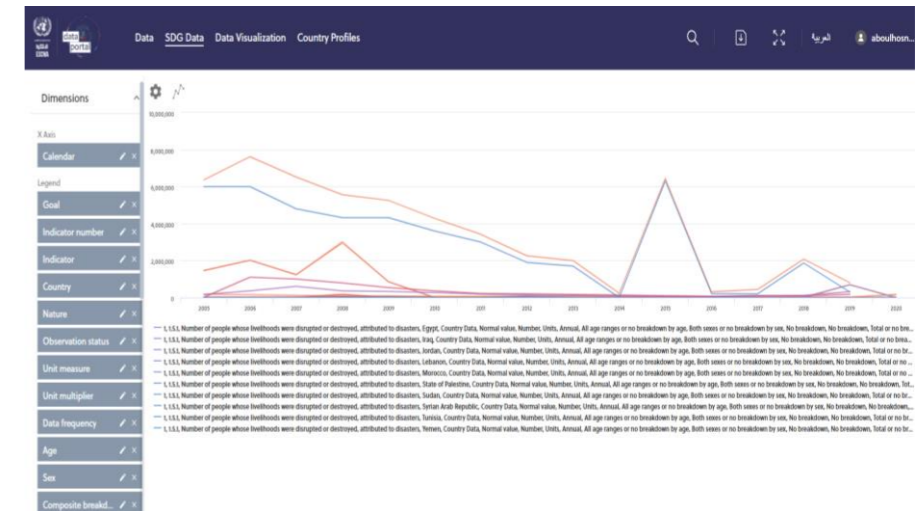 data
portal
ESCWA
Data SDG Data Data Visualization Country Profiles
العربية
aboulhosn...
Dimensions
X Axis
Calendar
Legend
Goal
Indicator number
Indicator
Country
Nature
Observation status
Unit measure
Unit multiplier
Data frequency
Age
Sex
Composite breakd...
10,000,000
8,000,000
6,000,000
4,000,000
2,000,000
0
2005 2006 2007 2008 2009 2010 2011 2012 2013 2014 2015 2016 2017 2018 2019 2020
1, 1.5.1, Number of people whose livelihoods were disrupted or destroyed, attributed to disasters, Egypt, Country Data, Normal value, Number, Units, Annual, All age ranges or no breakdown by age, Both sexes or no breakdown by sex, No breakdown, No breakdown, Total or no brea...
1, 1.5.1, Number of people whose livelihoods were disrupted or destroyed, attributed to disasters, Iraq, Country Data, Normal value, Number, Units, Annual, All age ranges or no breakdown by age, Both sexes or no breakdown by sex, No breakdown, No breakdown, Total or no brea...
1, 1.5.1, Number of people whose livelihoods were disrupted or destroyed, attributed to disasters, Jordan, Country Data, Normal value, Number, Units, Annual, All age ranges or no breakdown by age, Both sexes or no breakdown by sex, No breakdown, No breakdown, Total or no br...
1, 1.5.1, Number of people whose livelihoods were disrupted or destroyed, attributed to disasters, Lebanon, Country Data, Normal value, Number, Units, Annual, All age ranges or no breakdown by age, Both sexes or no breakdown by sex, No breakdown, No breakdown, Total or no ...
1, 1.5.1, Number of people whose livelihoods were disrupted or destroyed, attributed to disasters, Morocco, Country Data, Normal value, Number, Units, Annual, All age ranges or no breakdown by age, Both sexes or no breakdown by sex, No breakdown, No breakdown, Total or no ...
1, 1.5.1, Number of people whose livelihoods were disrupted or destroyed, attributed to disasters, State of Palestine, Country Data, Normal value, Number, Units, Annual, All age ranges or no breakdown by age, Both sexes or no breakdown by sex, No breakdown, No breakdown, Tot...
1, 1.5.1, Number of people whose livelihoods were disrupted or destroyed, attributed to disasters, Sudan, Country Data, Normal value, Number, Units, Annual, All age ranges or no breakdown by age, Both sexes or no breakdown by sex, No breakdown, No breakdown, Total or no br...
1, 1.5.1, Number of people whose livelihoods were disrupted or destroyed, attributed to disasters, Syrian Arab Republic, Country Data, Normal value, Number, Units, Annual, All age ranges or no breakdown by age, Both sexes or no breakdown by sex, No breakdown, No breakdown,...
1, 1.5.1, Number of people whose livelihoods were disrupted or destroyed, attributed to disasters, Tunisia, Country Data, Normal value, Number, Units, Annual, All age ranges or no breakdown by age, Both sexes or no breakdown by sex, No breakdown, No breakdown, Total or no b...
1, 1.5.1, Number of people whose livelihoods were disrupted or destroyed, attributed to disasters, Yemen, Country Data, Normal value, Number, Units, Annual, All age ranges or no breakdown by age, Both sexes or no breakdown by sex, No breakdown, No breakdown, Total or no br...